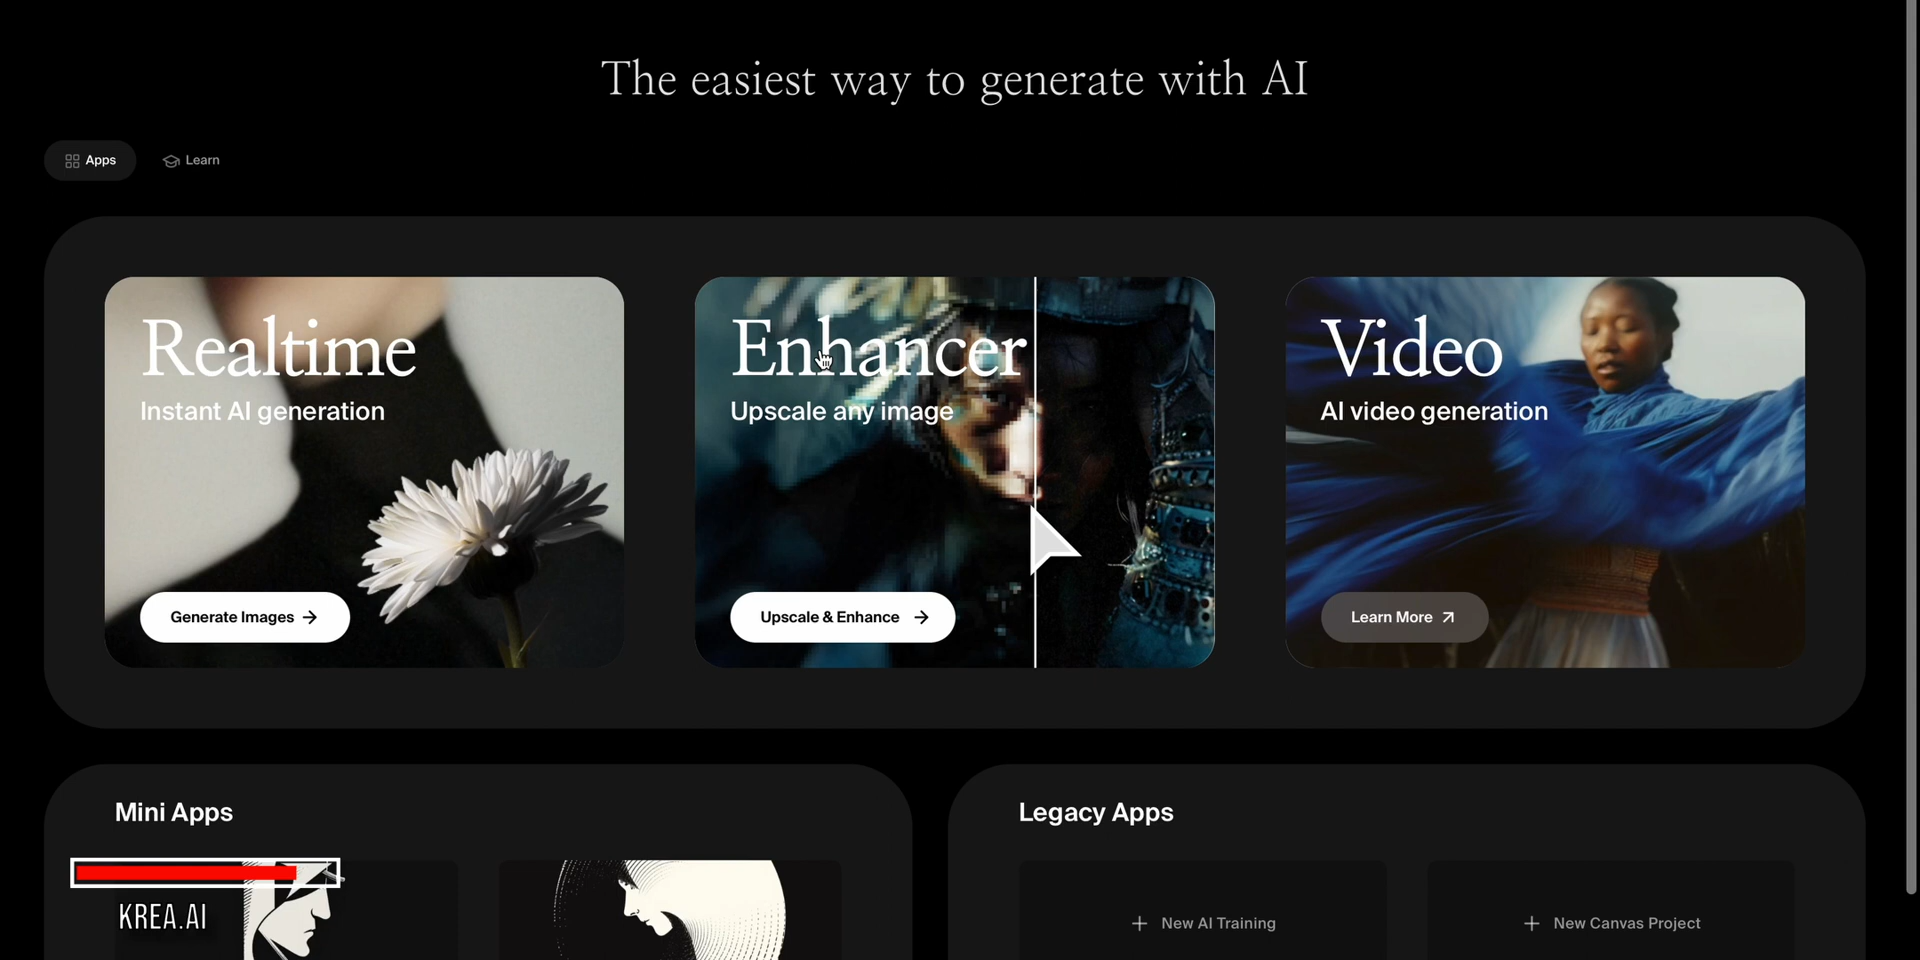 The easiest way to generate with AI
Apps
Learn
Realtime
Instant AI generation
Generate Images
Enhancer
Upscale any image
Upscale & Enhance
Video
AI video generation
Learn More
Mini Apps
KREA.AI
Legacy Apps
New AI Training
New Canvas Project